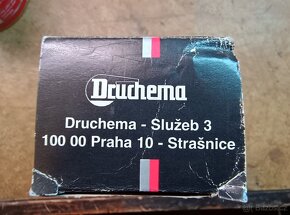 Druchema
Druchema - Služeb 3
100 00 Praha 10 - Strašnice